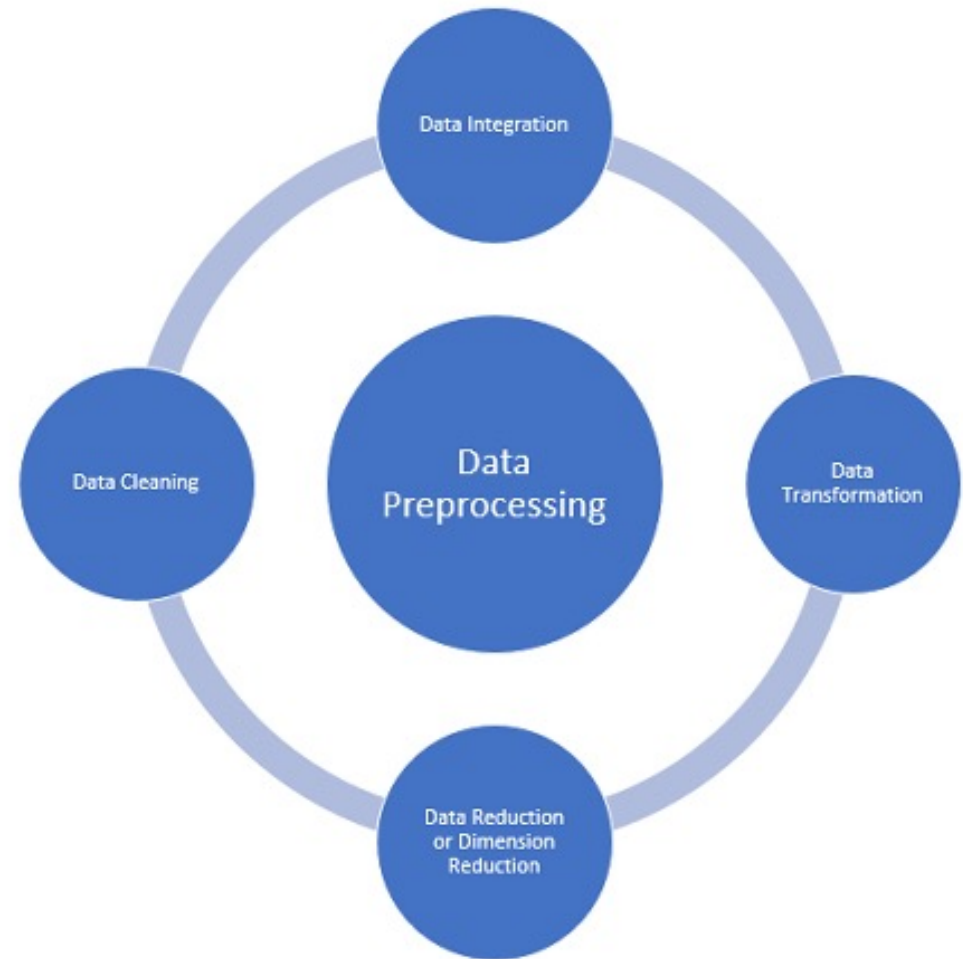 Data Integration
Data Cleaning
Data
Preprocessing
Data
Transformation
Data Reduction
or Dimension
Reduction